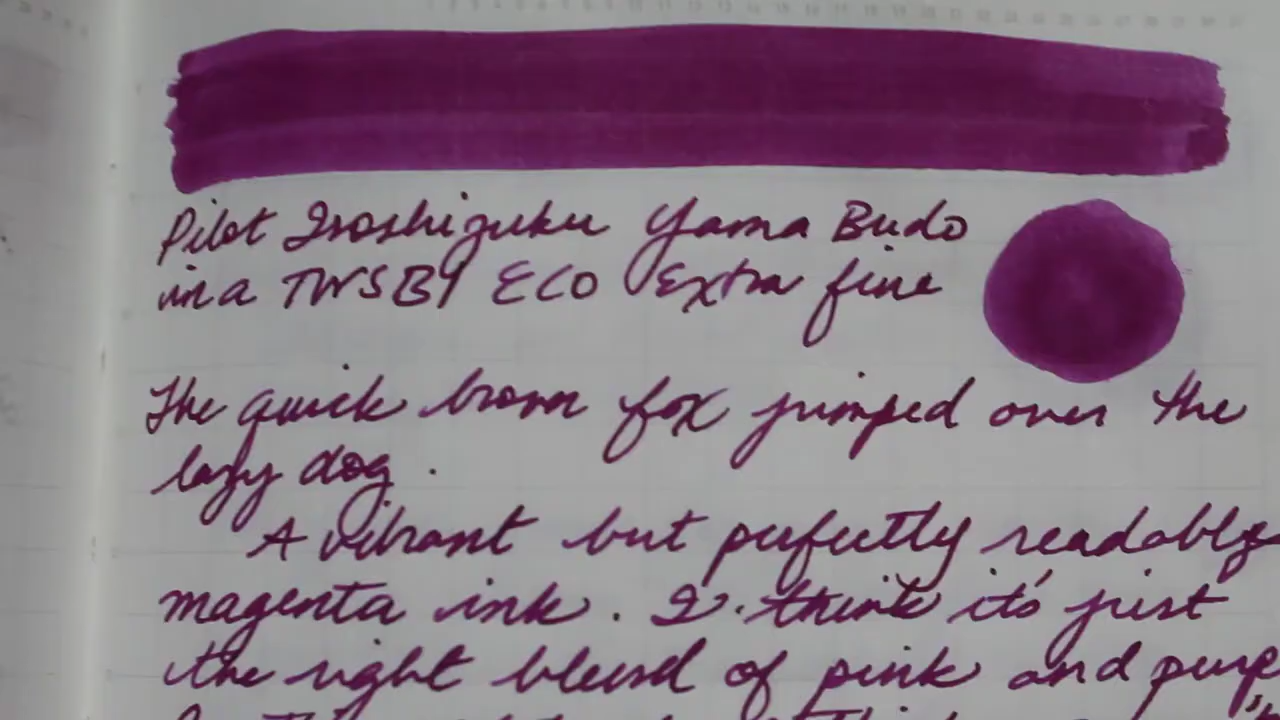 Pilot Iroshizuku Yama Budo
in a TWSBI ECO Extra fine
The quick brown fox jumped over the
lazy dog.
A vibrant but perfectly readable
magenta ink. I think it's just
the right blend of pink and purp